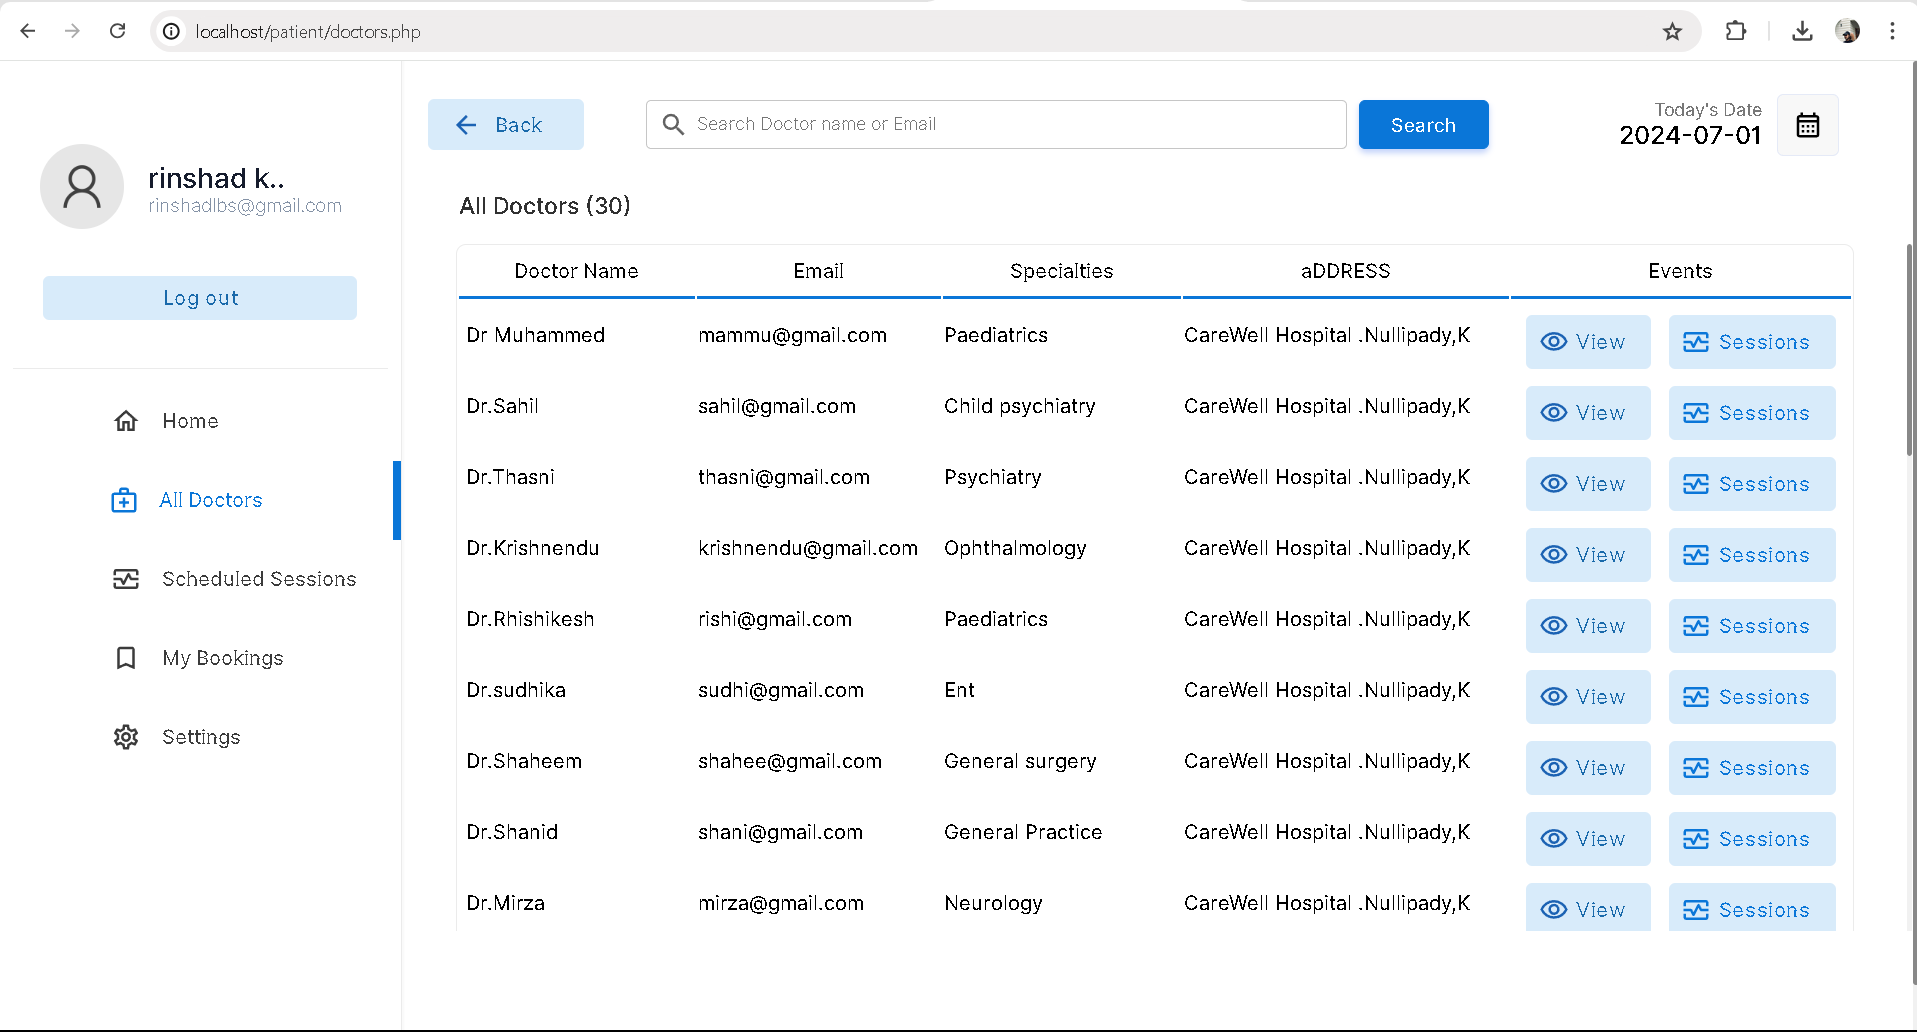 localhost/patient/doctors.php
rinshad k..
rinshadlbs@gmail.com
Log out
Home
All Doctors
Scheduled Sessions
My Bookings
Settings
Back
Search Doctor name or Email
Search
Today's Date
2024-07-01
All Doctors (30)
Doctor Name Email Specialties aDDRESS Events
Dr Muhammed mammu@gmail.com Paediatrics CareWell Hospital .Nullipady,K View Sessions
Dr.Sahil sahil@gmail.com Child psychiatry CareWell Hospital .Nullipady,K View Sessions
Dr.Thasni thasni@gmail.com Psychiatry CareWell Hospital .Nullipady,K View Sessions
Dr.Krishnendu krishnendu@gmail.com Ophthalmology CareWell Hospital .Nullipady,K View Sessions
Dr.Rhishikesh rishi@gmail.com Paediatrics CareWell Hospital .Nullipady,K View Sessions
Dr.sudhika sudhi@gmail.com Ent CareWell Hospital .Nullipady,K View Sessions
Dr.Shaheem shahee@gmail.com General surgery CareWell Hospital .Nullipady,K View Sessions
Dr.Shanid shani@gmail.com General Practice CareWell Hospital .Nullipady,K View Sessions
Dr.Mirza mirza@gmail.com Neurology CareWell Hospital .Nullipady,K View Sessions